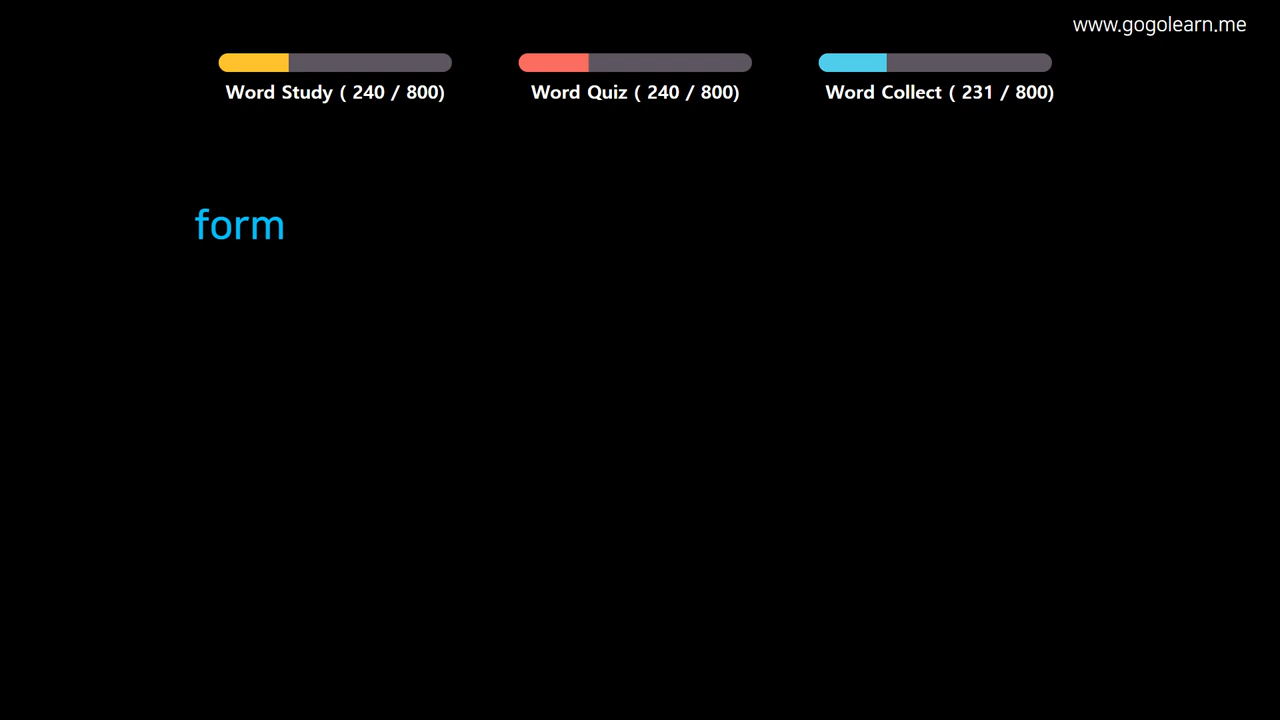 www.gogolearn.me
Word Study ( 240 / 800)
Word Quiz ( 240 / 800)
Word Collect ( 231 / 800)
form